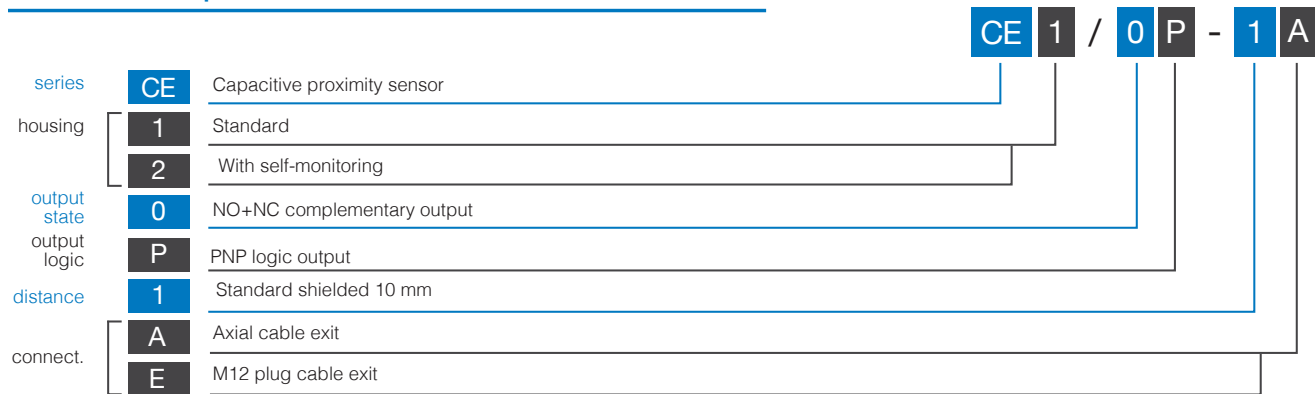 CE 1 / 0 P - 1 A
series CE Capacitive proximity sensor
housing 1 Standard
2 With self-monitoring
output state 0 NO+NC complementary output
output logic P PNP logic output
distance 1 Standard shielded 10 mm
connect. A Axial cable exit
E M12 plug cable exit